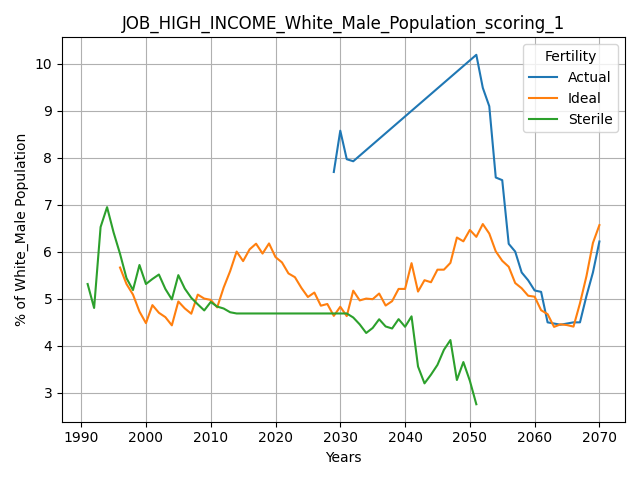 JOB_HIGH_INCOME_White_Male_Population_scoring_1
% of White_Male Population
10
9
8
7
6
5
4
3
Fertility
Actual
Ideal
Sterile
1990 2000 2010 2020 2030 2040 2050 2060 2070
Years